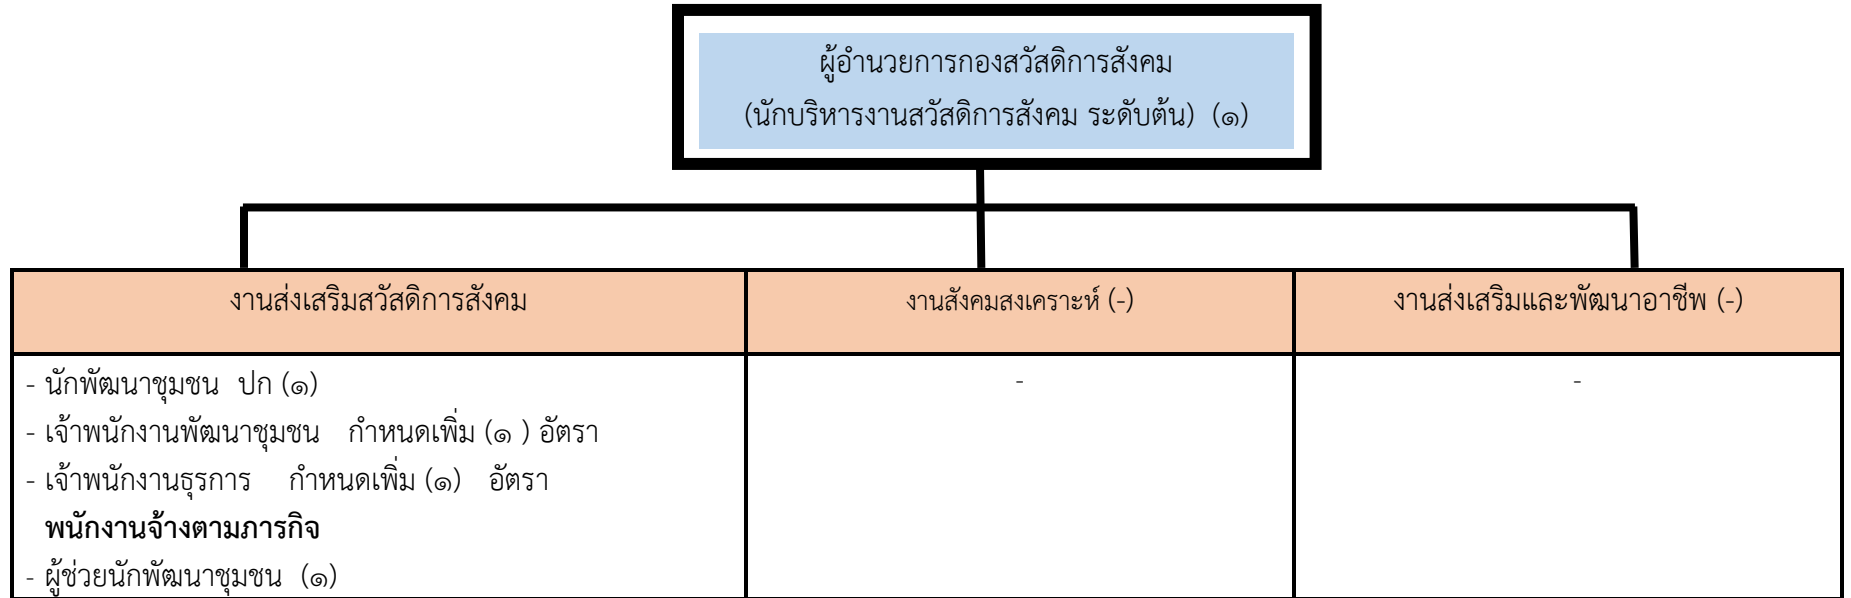 ผู้อำนวยการกองสวัสดิการสังคม
(นักบริหารงานสวัสดิการสังคม ระดับต้น) (๑)
งานส่งเสริมสวัสดิการสังคม
งานสังคมสงเคราะห์ (-)
งานส่งเสริมและพัฒนาอาชีพ (-)
- นักพัฒนาชุมชน ปก (๑)
- เจ้าพนักงานพัฒนาชุมชน กำหนดเพิ่ม (๑ ) อัตรา
- เจ้าพนักงานธุรการ กำหนดเพิ่ม (๑) อัตรา
พนักงานจ้างตามภารกิจ
- ผู้ช่วยนักพัฒนาชุมชน (๑)
-
-